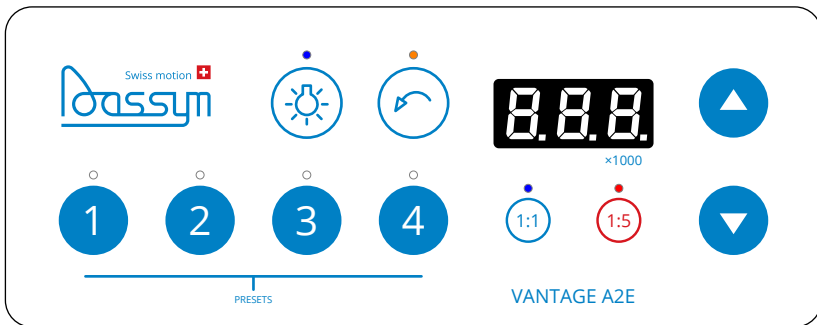 Swiss motion
bassym
8.8.8.
×1000
1 2 3 4
1:1 1:5
PRESETS
VANTAGE A2E